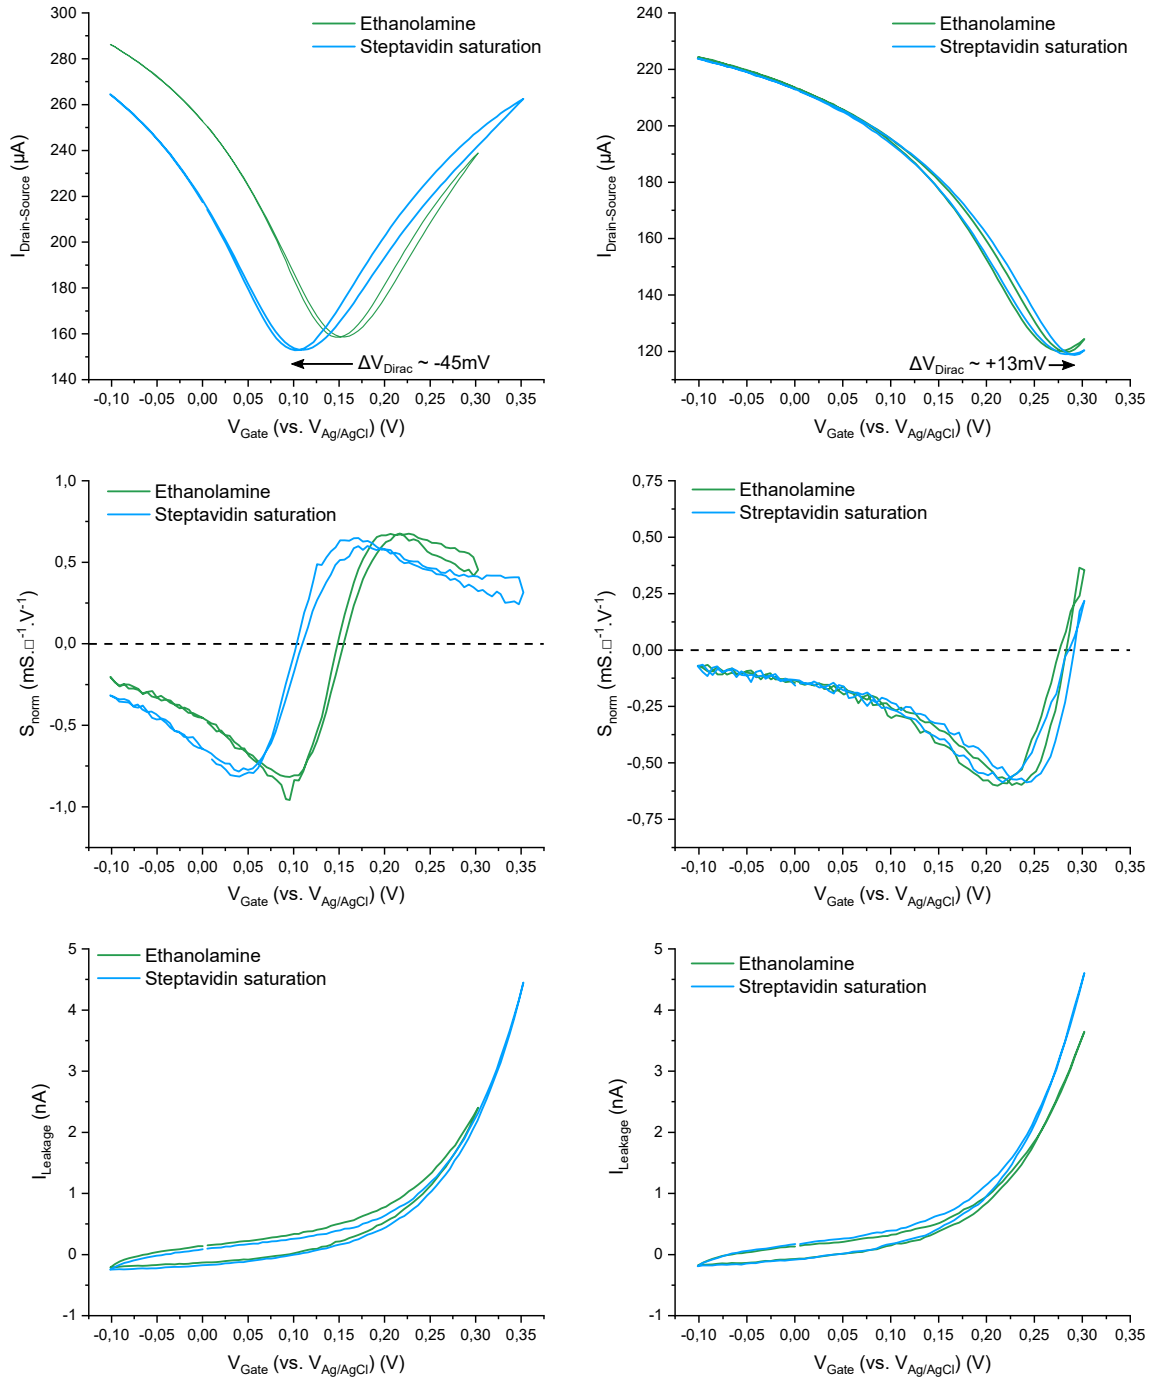 Ethanolamine
Steptavidin saturation
I_Drain-Source (µA)
300
280
260
240
220
200
180
160
140
ΔV_Dirac ~ -45mV
-0,10 -0,05 0,00 0,05 0,10 0,15 0,20 0,25 0,30 0,35
V_Gate (vs. V_Ag/AgCl) (V)
Ethanolamine
Streptavidin saturation
I_Drain-Source (µA)
220
200
180
160
140
120
ΔV_Dirac ~ +13mV
-0,10 -0,05 0,00 0,05 0,10 0,15 0,20 0,25 0,30 0,35
V_Gate (vs. V_Ag/AgCl) (V)
Ethanolamine
Steptavidin saturation
S_norm (mS.□⁻¹.V⁻¹)
1,0
0,5
0,0
-0,5
-1,0
-0,10 -0,05 0,00 0,05 0,10 0,15 0,20 0,25 0,30 0,35
V_Gate (vs. V_Ag/AgCl) (V)
Ethanolamine
Streptavidin saturation
S_norm (mS.□⁻¹.V⁻¹)
0,75
0,50
0,25
0,00
-0,25
-0,50
-0,75
-0,10 -0,05 0,00 0,05 0,10 0,15 0,20 0,25 0,30 0,35
V_Gate (vs. V_Ag/AgCl) (V)
Ethanolamine
Steptavidin saturation
I_Leakage (nA)
5
4
3
2
1
0
-1
-0,10 -0,05 0,00 0,05 0,10 0,15 0,20 0,25 0,30 0,35
V_Gate (vs. V_Ag/AgCl) (V)
Ethanolamine
Streptavidin saturation
I_Leakage (nA)
5
4
3
2
1
0
-1
-0,10 -0,05 0,00 0,05 0,10 0,15 0,20 0,25 0,30 0,35
V_Gate (vs. V_Ag/AgCl) (V)